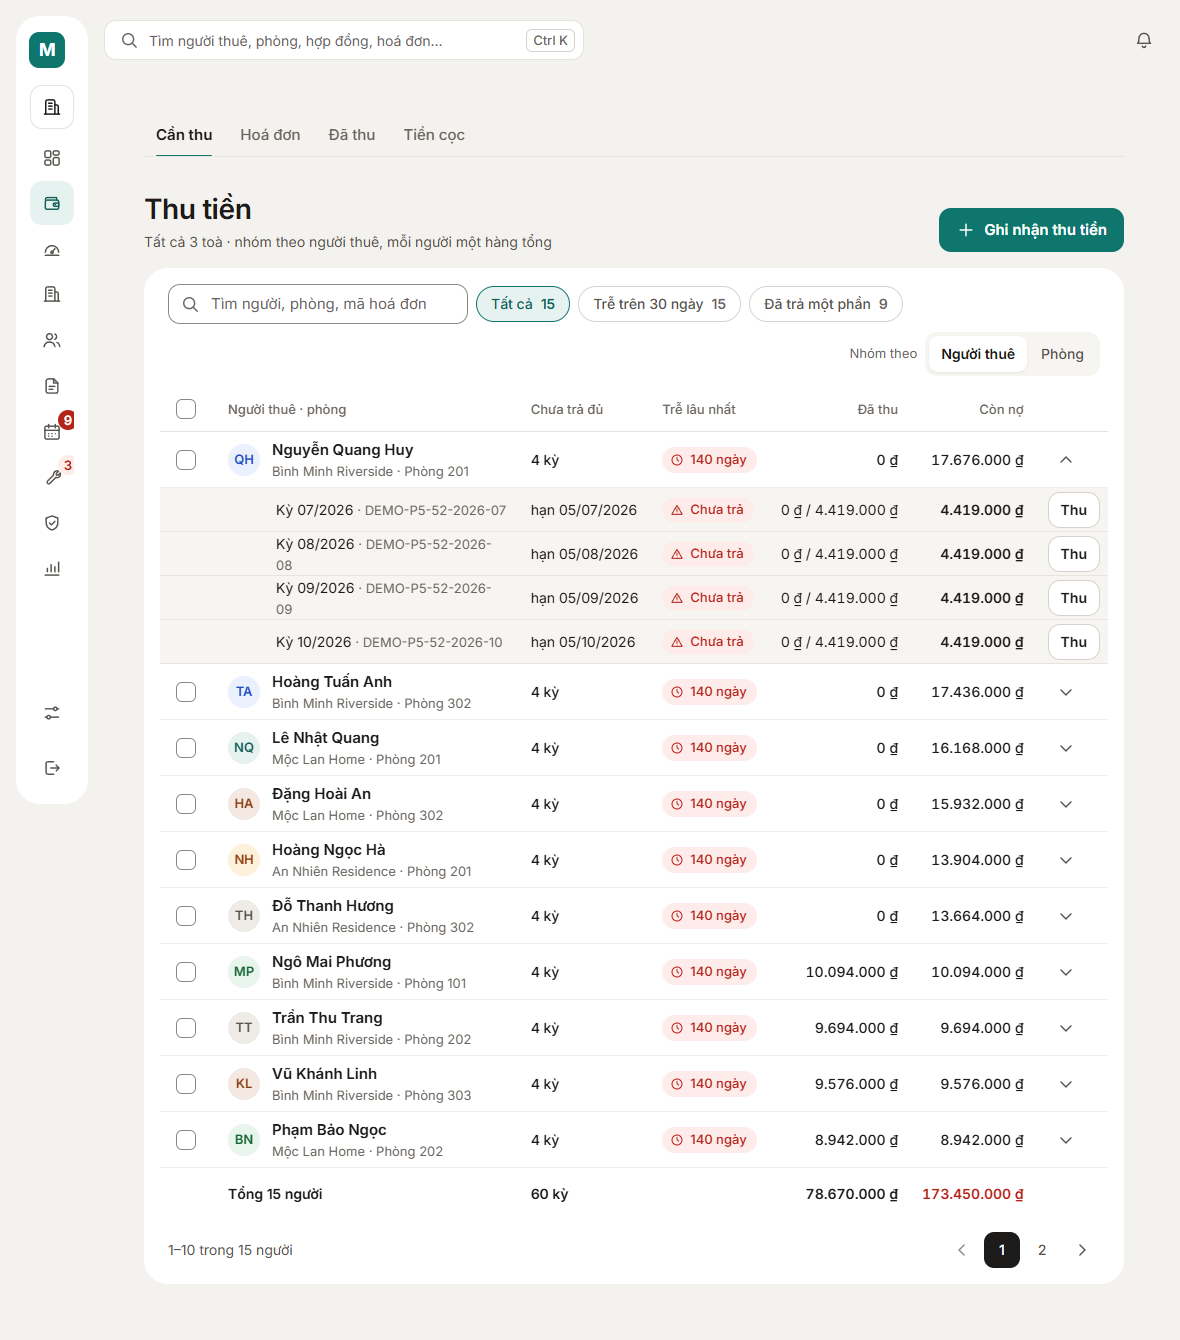 M
Tìm người thuê, phòng, hợp đồng, hoá đơn...
Ctrl K
Cần thu
Hoá đơn
Đã thu
Tiền cọc
Thu tiền
Tất cả 3 toà · nhóm theo người thuê, mỗi người một hàng tổng
Ghi nhận thu tiền
9
3
Tìm người, phòng, mã hoá đơn
Tất cả 15
Trễ trên 30 ngày 15
Đã trả một phần 9
Nhóm theo
Người thuê
Phòng
Người thuê · phòng
Chưa trả đủ
Trễ lâu nhất
Đã thu
Còn nợ
QH
Nguyễn Quang Huy
Bình Minh Riverside · Phòng 201
4 kỳ
140 ngày
0 ₫
17.676.000 ₫
Kỳ 07/2026 · DEMO-P5-52-2026-07
hạn 05/07/2026
Chưa trả
0 ₫ / 4.419.000 ₫
4.419.000 ₫
Thu
Kỳ 08/2026 · DEMO-P5-52-2026-
08
hạn 05/08/2026
Chưa trả
0 ₫ / 4.419.000 ₫
4.419.000 ₫
Thu
Kỳ 09/2026 · DEMO-P5-52-2026-
09
hạn 05/09/2026
Chưa trả
0 ₫ / 4.419.000 ₫
4.419.000 ₫
Thu
Kỳ 10/2026 · DEMO-P5-52-2026-10
hạn 05/10/2026
Chưa trả
0 ₫ / 4.419.000 ₫
4.419.000 ₫
Thu
TA
Hoàng Tuấn Anh
Bình Minh Riverside · Phòng 302
4 kỳ
140 ngày
0 ₫
17.436.000 ₫
NQ
Lê Nhật Quang
Mộc Lan Home · Phòng 201
4 kỳ
140 ngày
0 ₫
16.168.000 ₫
HA
Đặng Hoài An
Mộc Lan Home · Phòng 302
4 kỳ
140 ngày
0 ₫
15.932.000 ₫
NH
Hoàng Ngọc Hà
An Nhiên Residence · Phòng 201
4 kỳ
140 ngày
0 ₫
13.904.000 ₫
TH
Đỗ Thanh Hương
An Nhiên Residence · Phòng 302
4 kỳ
140 ngày
0 ₫
13.664.000 ₫
MP
Ngô Mai Phương
Bình Minh Riverside · Phòng 101
4 kỳ
140 ngày
10.094.000 ₫
10.094.000 ₫
TT
Trần Thu Trang
Bình Minh Riverside · Phòng 202
4 kỳ
140 ngày
9.694.000 ₫
9.694.000 ₫
KL
Vũ Khánh Linh
Bình Minh Riverside · Phòng 303
4 kỳ
140 ngày
9.576.000 ₫
9.576.000 ₫
BN
Phạm Bảo Ngọc
Mộc Lan Home · Phòng 202
4 kỳ
140 ngày
8.942.000 ₫
8.942.000 ₫
Tổng 15 người
60 kỳ
78.670.000 ₫
173.450.000 ₫
1–10 trong 15 người
1
2